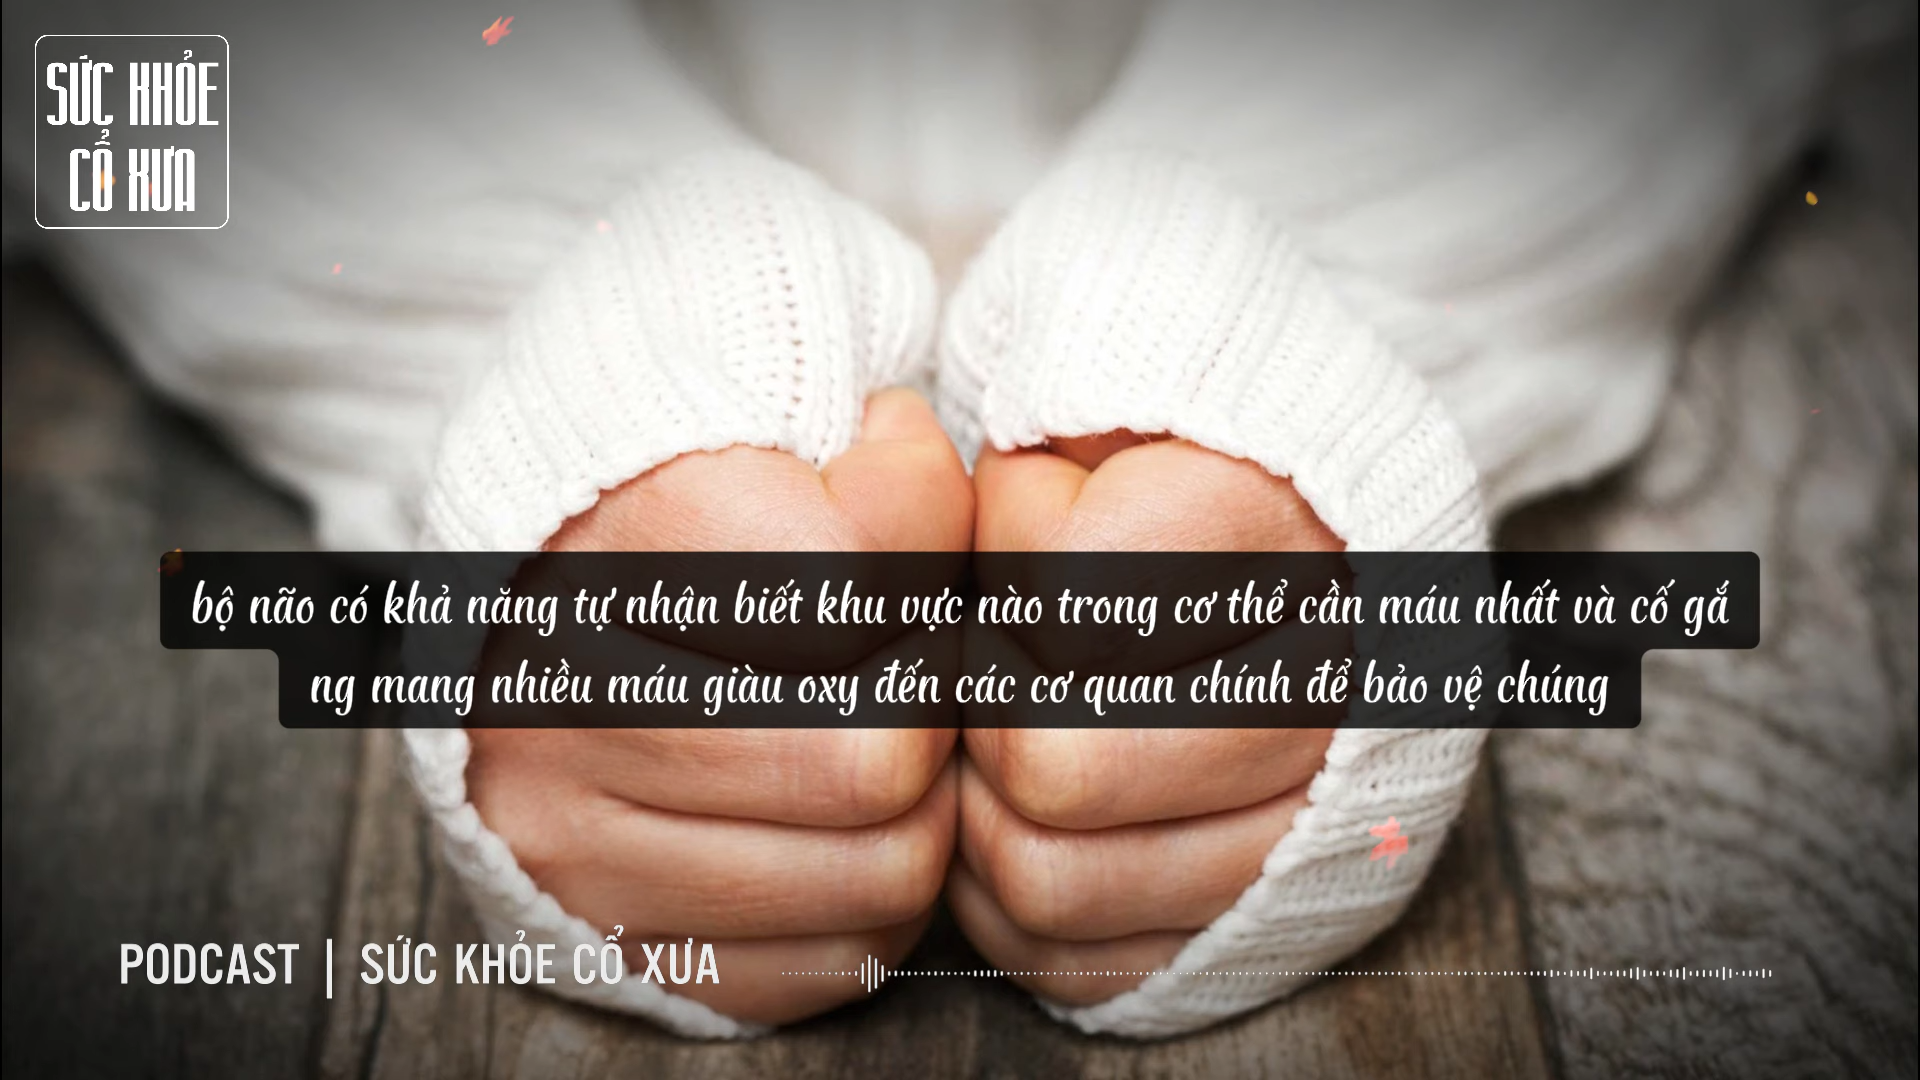 SỨC KHỎE
CỔ XƯA
bộ não có khả năng tự nhận biết khu vực nào trong cơ thể cần máu nhất và cố gắ
ng mang nhiều máu giàu oxy đến các cơ quan chính để bảo vệ chúng
PODCAST | SỨC KHỎE CỔ XƯA